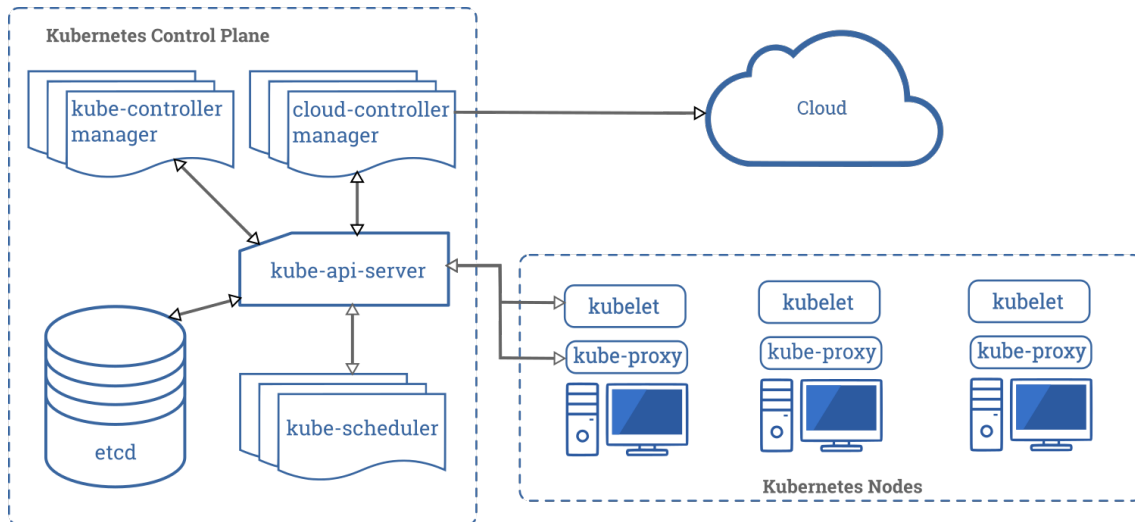 Kubernetes Control Plane
kube-controller
manager
cloud-controller
manager
Cloud
kube-api-server
etcd
kube-scheduler
kubelet
kubelet
kubelet
kube-proxy
kube-proxy
kube-proxy
Kubernetes Nodes